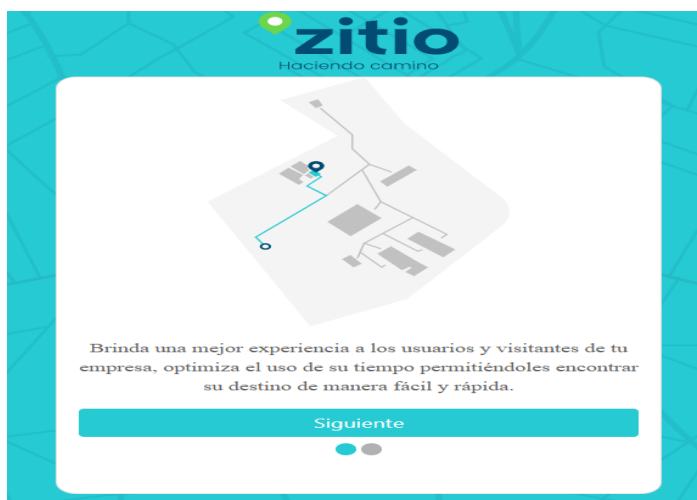 zitio
Haciendo camino
Brinda una mejor experiencia a los usuarios y visitantes de tu
empresa, optimiza el uso de su tiempo permitiéndoles encontrar
su destino de manera fácil y rápida.
Siguiente